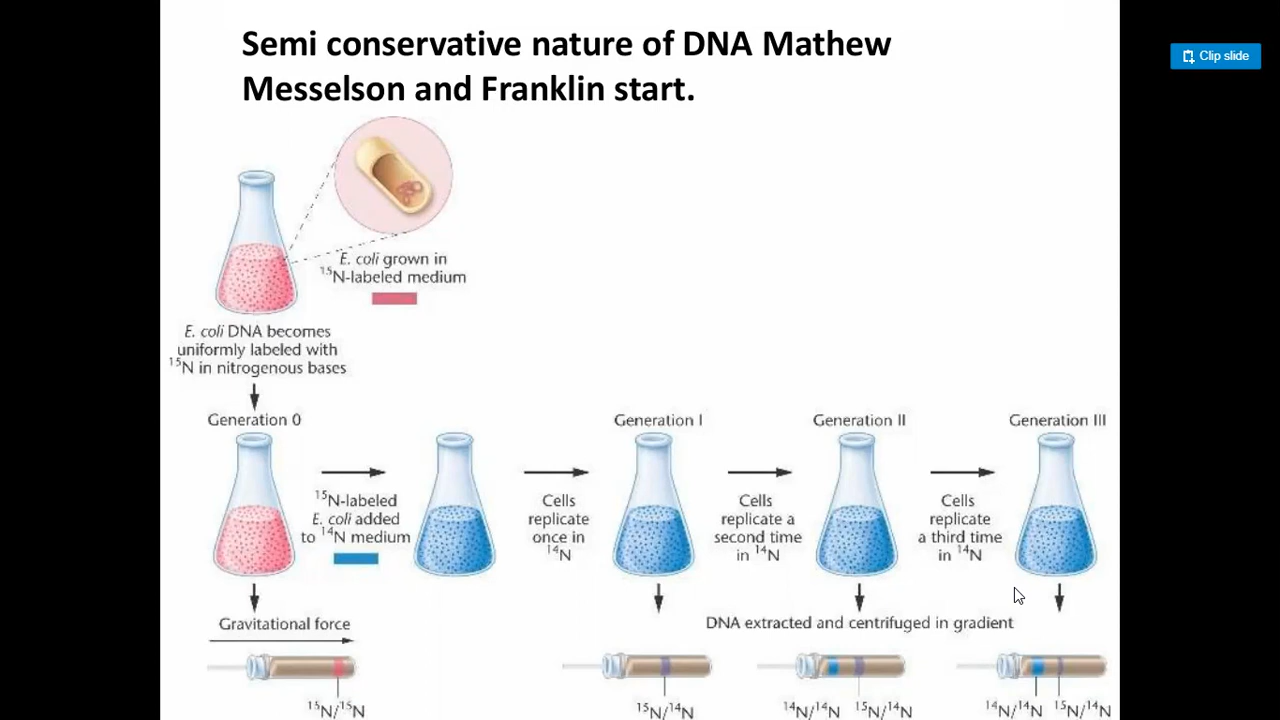 Semi conservative nature of DNA Mathew
Messelson and Franklin start.
Clip slide
E. coli grown in
¹⁵N-labeled medium
E. coli DNA becomes
uniformly labeled with
¹⁵N in nitrogenous bases
Generation 0
Generation I
Generation II
Generation III
¹⁵N-labeled
E. coli added
to ¹⁴N medium
Cells
replicate
once in
¹⁴N
Cells
replicate a
second time
in ¹⁴N
Cells
replicate
a third time
in ¹⁴N
Gravitational force
DNA extracted and centrifuged in gradient
¹⁵N/¹⁵N
¹⁵N/¹⁴N
¹⁴N/¹⁴N
¹⁵N/¹⁴N
¹⁴N/¹⁴N
¹⁵N/¹⁴N